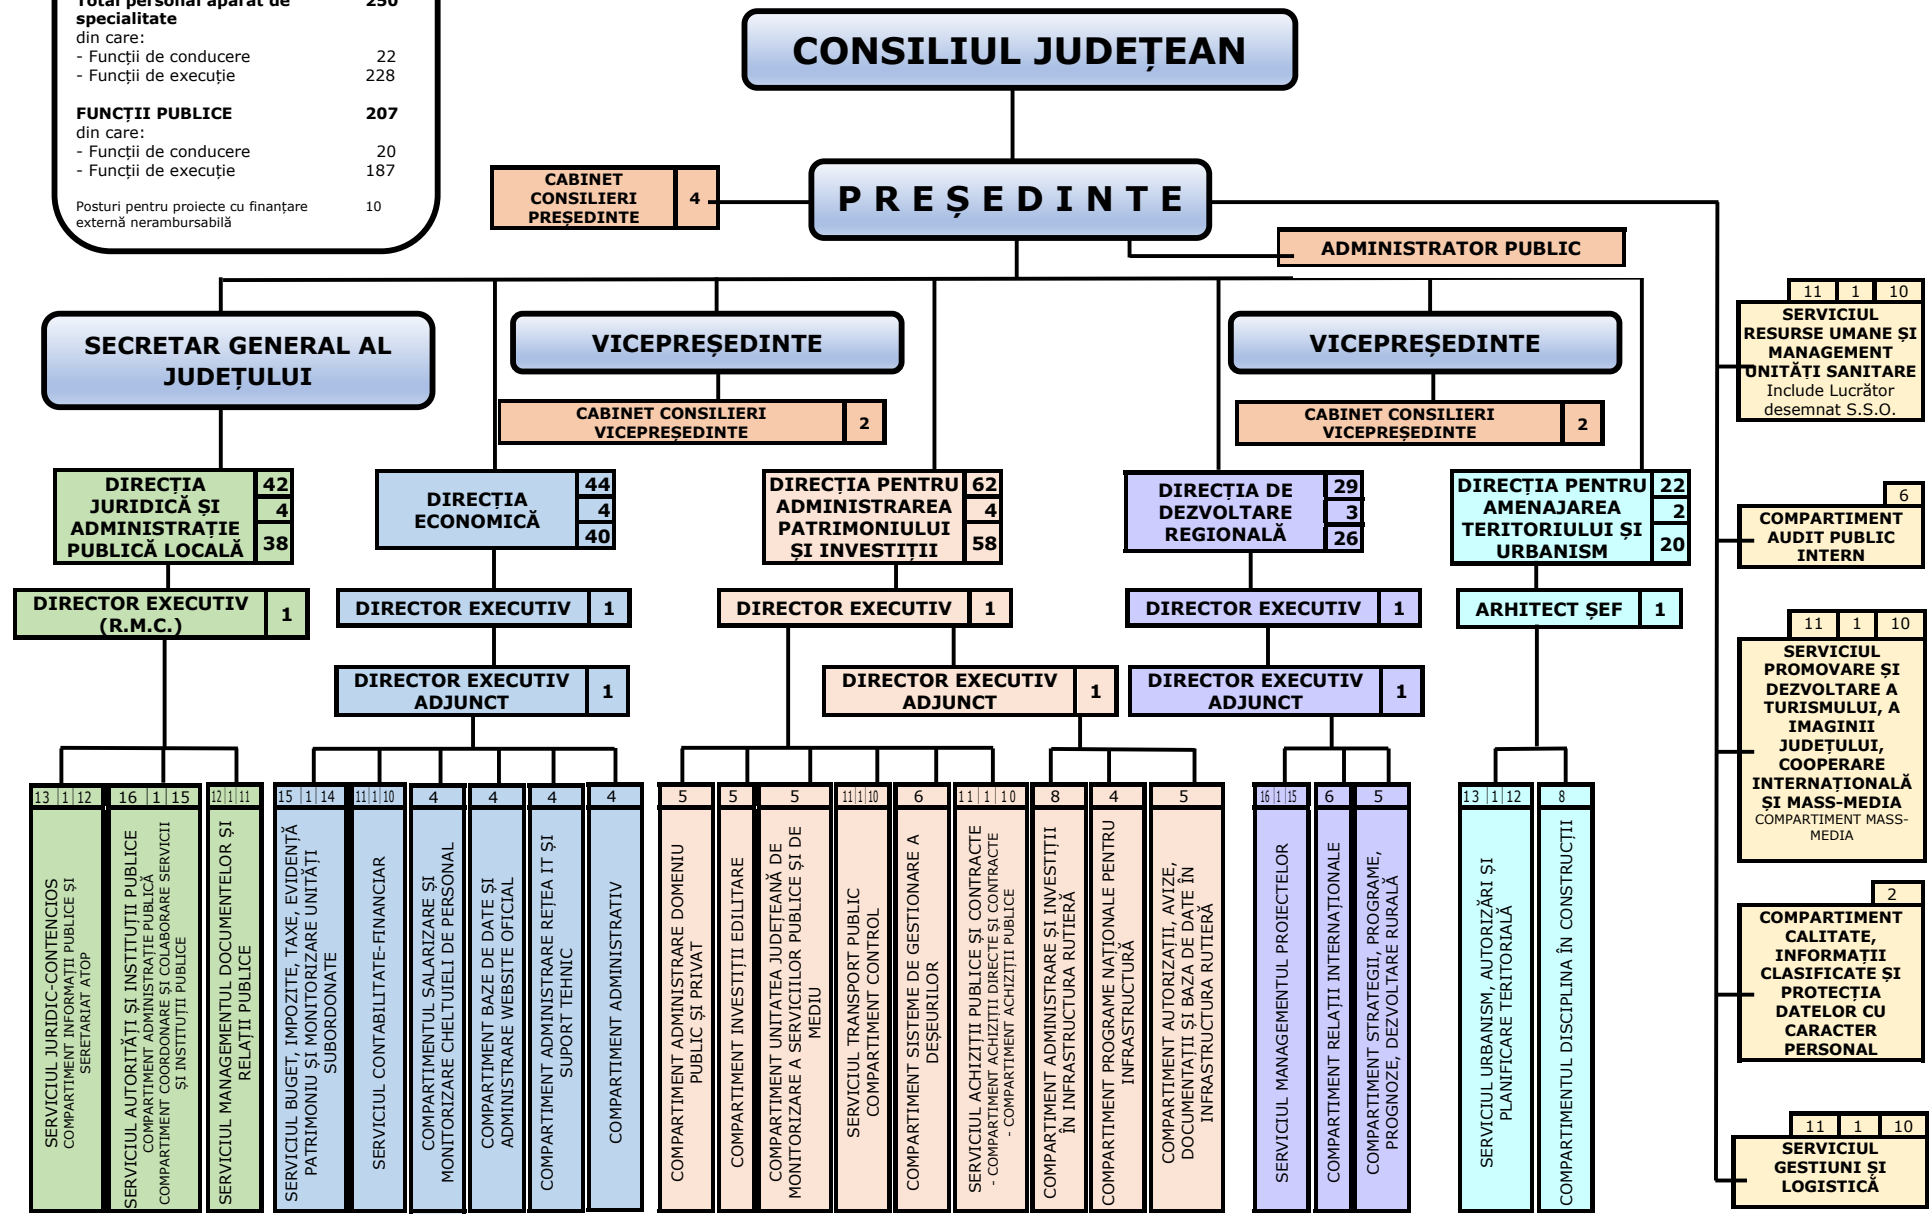 Total personal aparat de 250
specialitate
din care:
- Funcții de conducere 22
- Funcții de execuție 228
FUNCȚII PUBLICE 207
din care:
- Funcții de conducere 20
- Funcții de execuție 187
Posturi pentru proiecte cu finanțare 10
externă nerambursabilă
CONSILIUL JUDEȚEAN
CABINET
CONSILIERI
PREȘEDINTE
4
P R E Ș E D I N T E
ADMINISTRATOR PUBLIC
SECRETAR GENERAL AL
JUDEȚULUI
VICEPREȘEDINTE
CABINET CONSILIERI
VICEPREȘEDINTE
2
VICEPREȘEDINTE
CABINET CONSILIERI
VICEPREȘEDINTE
2
DIRECȚIA
JURIDICĂ ȘI
ADMINISTRAȚIE
PUBLICĂ LOCALĂ
42
4
38
DIRECȚIA
ECONOMICĂ
44
4
40
DIRECȚIA PENTRU
ADMINISTRAREA
PATRIMONIULUI
ȘI INVESTIȚII
62
4
58
DIRECȚIA DE
DEZVOLTARE
REGIONALĂ
29
3
26
DIRECȚIA PENTRU
AMENAJAREA
TERITORIULUI ȘI
URBANISM
22
2
20
DIRECTOR EXECUTIV
(R.M.C.)
1
DIRECTOR EXECUTIV 1
DIRECTOR EXECUTIV 1
DIRECTOR EXECUTIV 1
ARHITECT ȘEF 1
DIRECTOR EXECUTIV
ADJUNCT
1
DIRECTOR EXECUTIV
ADJUNCT
1
DIRECTOR EXECUTIV
ADJUNCT
1
13 1 12
SERVICIUL JURIDIC-CONTENCIOS
COMPARTIMENT INFORMAȚII PUBLICE ȘI
SERETARIAT ATOP
16 1 15
SERVICIUL AUTORITĂȚI ȘI INSTITUȚII PUBLICE
COMPARTIMENT ADMINISTRAȚIE PUBLICĂ
COMPARTIMENT COORDONARE ȘI COLABORARE SERVICII
ȘI INSTITUȚII PUBLICE
12 1 11
SERVICIUL MANAGEMENTUL DOCUMENTELOR ȘI
RELAȚII PUBLICE
15 1 14
SERVICIUL BUGET, IMPOZITE, TAXE, EVIDENȚĂ
PATRIMONIU ȘI MONITORIZARE UNITĂȚI
SUBORDONATE
11 1 10
SERVICIUL CONTABILITATE-FINANCIAR
4
COMPARTIMENTUL SALARIZARE ȘI
MONITORIZARE CHELTUIELI DE PERSONAL
4
COMPARTIMENT BAZE DE DATE ȘI
ADMINISTRARE WEBSITE OFICIAL
4
COMPARTIMENT ADMINISTRARE REȚEA IT ȘI
SUPORT TEHNIC
4
COMPARTIMENT ADMINISTRATIV
5
COMPARTIMENT ADMINISTRARE DOMENIU
PUBLIC ȘI PRIVAT
5
COMPARTIMENT INVESTIȚII EDILITARE
5
COMPARTIMENT UNITATEA JUDEȚEANĂ DE
MONITORIZARE A SERVICIILOR PUBLICE ȘI DE
MEDIU
11 1 10
SERVICIUL TRANSPORT PUBLIC
COMPARTIMENT CONTROL
6
COMPARTIMENT SISTEME DE GESTIONARE A
DEȘEURILOR
11 1 10
SERVICIUL ACHIZIȚII PUBLICE ȘI CONTRACTE
- COMPARTIMENT ACHIZIȚII DIRECTE ȘI CONTRACTE
- COMPARTIMENT ACHIZIȚII PUBLICE
8
COMPARTIMENT ADMINISTRARE ȘI INVESTIȚII
ÎN INFRASTRUCTURA RUTIERĂ
4
COMPARTIMENT PROGRAME NAȚIONALE PENTRU
INFRASTRUCTURĂ
5
COMPARTIMENT AUTORIZAȚII, AVIZE,
DOCUMENTAȚII ȘI BAZA DE DATE ÎN
INFRASTRUCTURA RUTIERĂ
16 1 15
SERVICIUL MANAGEMENTUL PROIECTELOR
6
COMPARTIMENT RELAȚII INTERNAȚIONALE
5
COMPARTIMENT STRATEGII, PROGRAME,
PROGNOZE, DEZVOLTARE RURALĂ
13 1 12
SERVICIUL URBANISM, AUTORIZĂRI ȘI
PLANIFICARE TERITORIALĂ
8
COMPARTIMENTUL DISCIPLINA ÎN CONSTRUCȚII
11 1 10
SERVICIUL
RESURSE UMANE ȘI
MANAGEMENT
UNITĂȚI SANITARE
Include Lucrător
desemnat S.S.O.
6
COMPARTIMENT
AUDIT PUBLIC
INTERN
11 1 10
SERVICIUL
PROMOVARE ȘI
DEZVOLTARE A
TURISMULUI, A
IMAGINII
JUDEȚULUI,
COOPERARE
INTERNAȚIONALĂ
ȘI MASS-MEDIA
COMPARTIMENT MASS-
MEDIA
2
COMPARTIMENT
CALITATE,
INFORMAȚII
CLASIFICATE ȘI
PROTECȚIA
DATELOR CU
CARACTER
PERSONAL
11 1 10
SERVICIUL
GESTIUNI ȘI
LOGISTICĂ